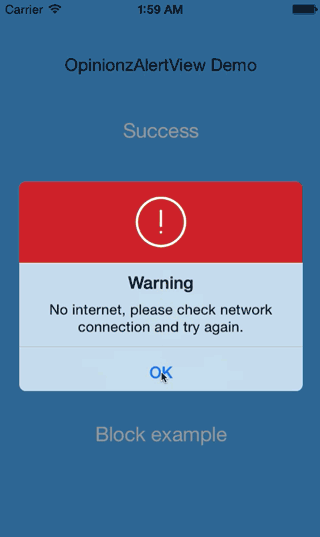 Carrier 1:59 AM
OpinionzAlertView Demo
Success
Warning
No internet, please check network
connection and try again.
OK
Block example